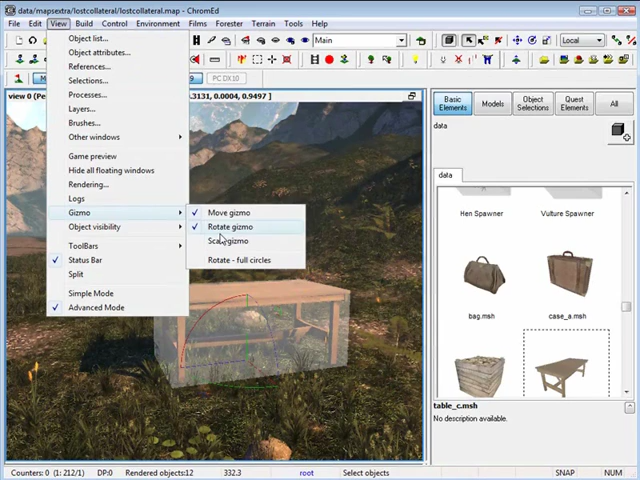 data/mapsextra/lostcollateral/lostcollateral.map - ChromEd
File Edit View Build Combat Environment Films Forester Terrain Tools Help
Main
Local
M
9 PC DX10
view 0 (Pe
.3131, 0.0004, 0.9497]
Object list...
Object attributes...
References...
Selections...
Processes...
Layers...
Brushes...
Other windows
Game preview
Hide all floating windows
Rendering...
Logs
Gizmo
Object visibility
ToolBars
Status Bar
Split
Simple Mode
Advanced Mode
Move gizmo
Rotate gizmo
Scale gizmo
Rotate - full circles
Basic Elements
Models
Object Selections
Quest Elements
All
data
data
Hen Spawner
Vulture Spawner
bag.msh
case_a.msh
table_c.msh
No description available.
Counters: 0 (1: 212/1) DP:0 Rendered objects:12 332.3 root Select objects SNAP NUM